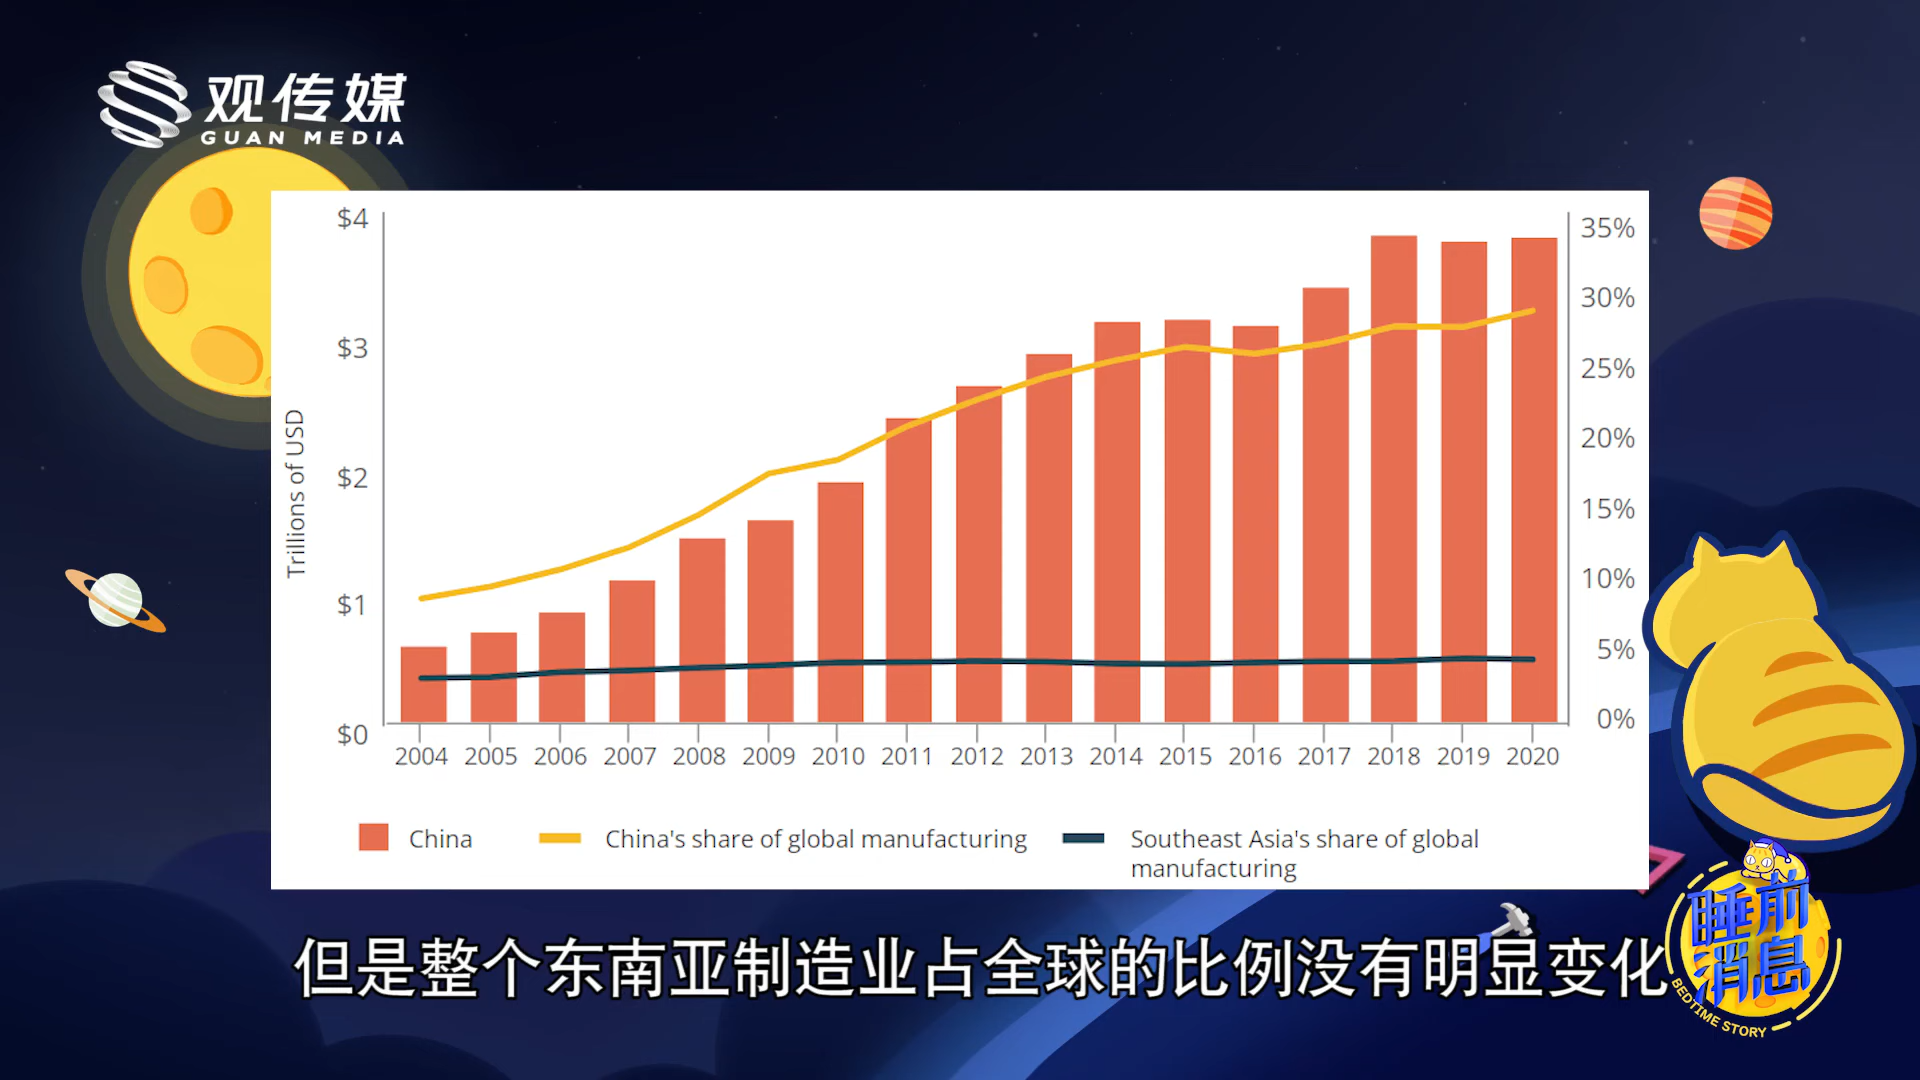 观传媒
GUAN MEDIA
$4
$3
$2
$1
$0
Trillions of USD
35%
30%
25%
20%
15%
10%
5%
0%
2004 2005 2006 2007 2008 2009 2010 2011 2012 2013 2014 2015 2016 2017 2018 2019 2020
China
China's share of global manufacturing
Southeast Asia's share of global
manufacturing
但是整个东南亚制造业占全球的比例没有明显变化
睡前
消息
BEDTIME STORY